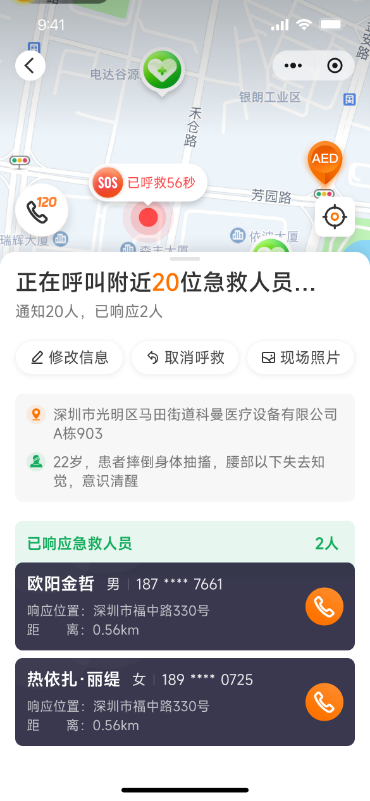 9:41
电达谷源
银朗工业区
禾仓路
AED
SOS 已呼救56秒
120
芳园路
瑞辉大厦
森丰大厦
依波大厦
正在呼叫附近20位急救人员...
通知20人，已响应2人
修改信息
取消呼救
现场照片
深圳市光明区马田街道科曼医疗设备有限公司
A栋903
22岁，患者摔倒身体抽搐，腰部以下失去知
觉，意识清醒
已响应急救人员 2人
欧阳金哲 男 187 **** 7661
响应位置：深圳市福中路330号
距 离：0.56km
热依扎·丽缇 女 189 **** 0725
响应位置：深圳市福中路330号
距 离：0.56km